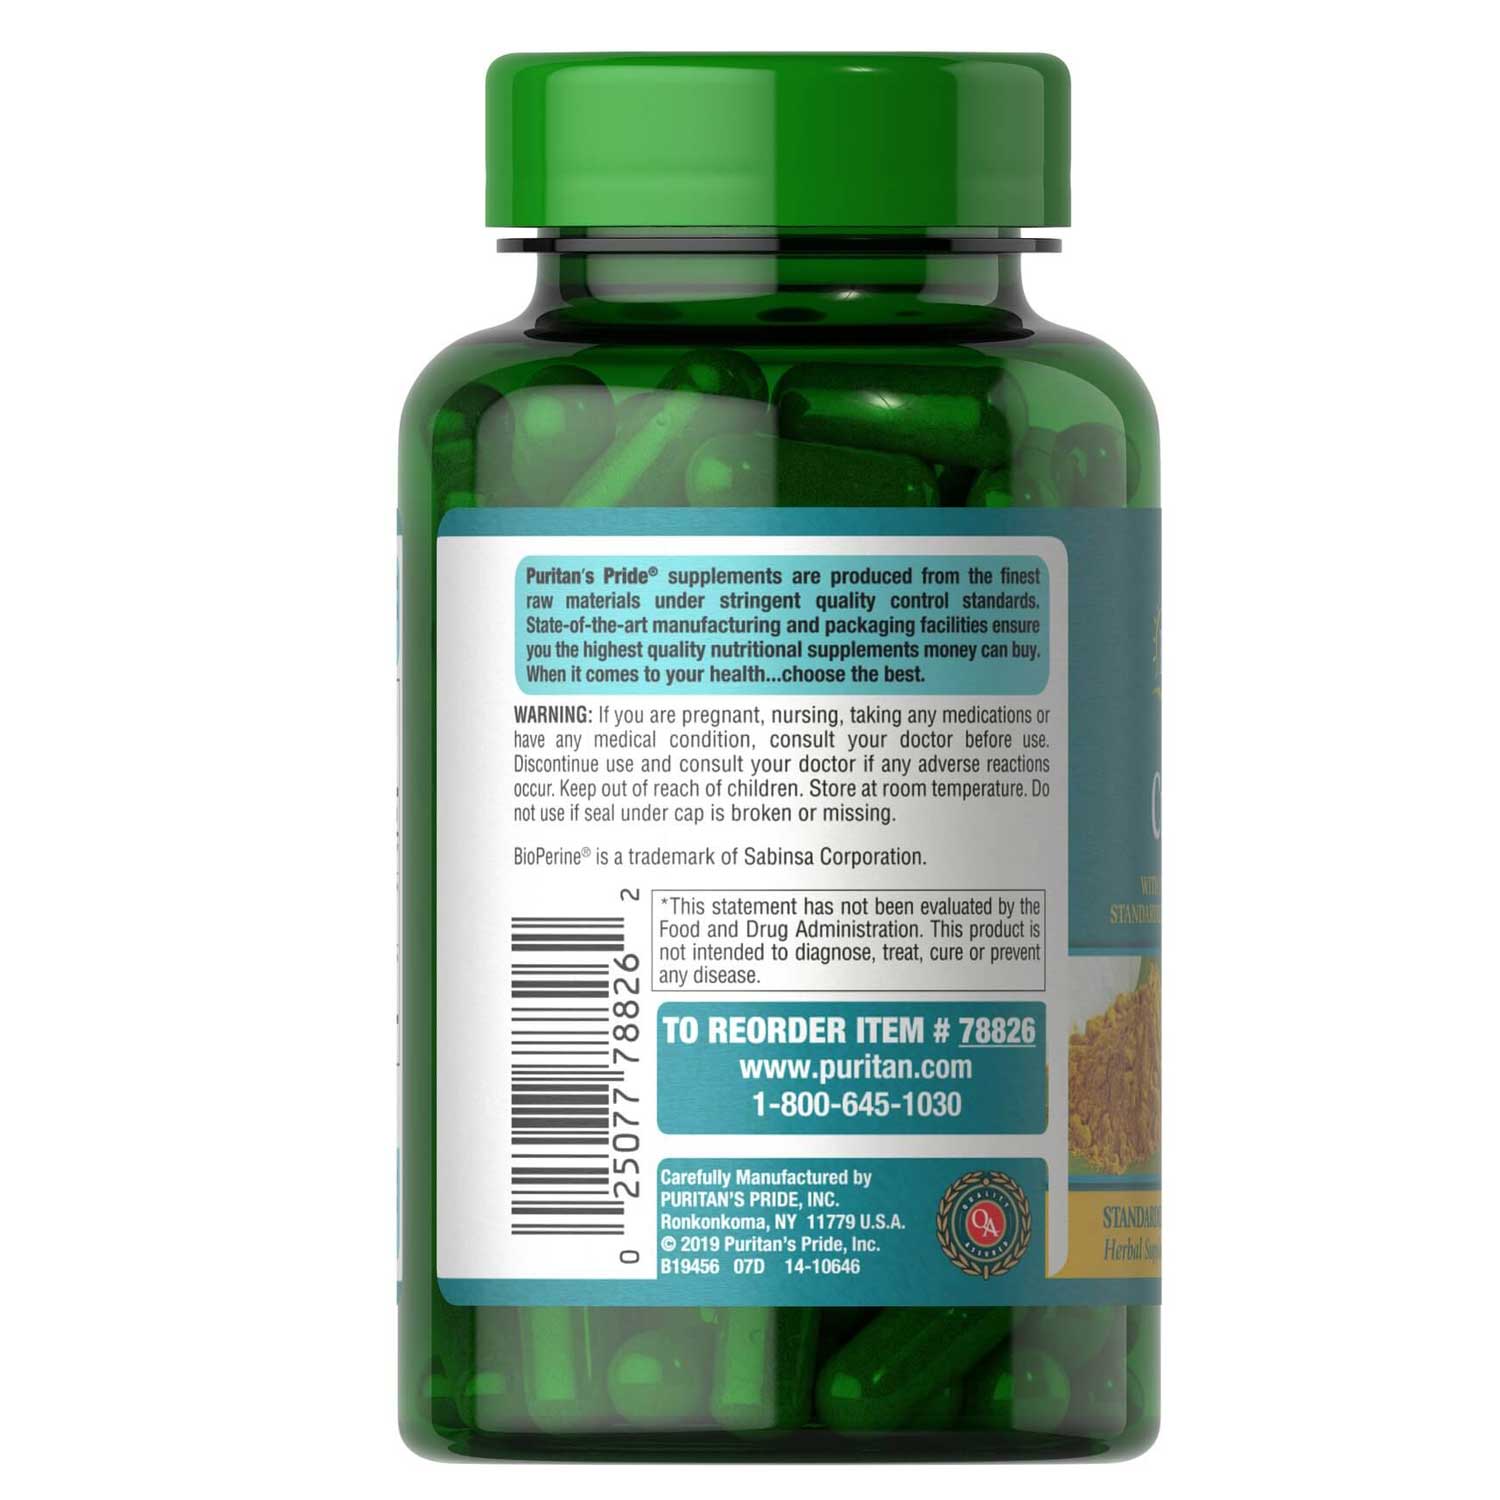 Puritan's Pride® supplements are produced from the finest
raw materials under stringent quality control standards.
State-of-the-art manufacturing and packaging facilities ensure
you the highest quality nutritional supplements money can buy.
When it comes to your health...choose the best.
WARNING: If you are pregnant, nursing, taking any medications or
have any medical condition, consult your doctor before use.
Discontinue use and consult your doctor if any adverse reactions
occur. Keep out of reach of children. Store at room temperature. Do
not use if seal under cap is broken or missing.
BioPerine® is a trademark of Sabinsa Corporation.
0 25077 78826 2
*This statement has not been evaluated by the
Food and Drug Administration. This product is
not intended to diagnose, treat, cure or prevent
any disease.
TO REORDER ITEM # 78826
www.puritan.com
1-800-645-1030
Carefully Manufactured by
PURITAN'S PRIDE, INC.
Ronkonkoma, NY 11779 U.S.A.
© 2019 Puritan's Pride, Inc.
B19456 07D 14-10646
QUALITY
QA
ASSURED
Herbal